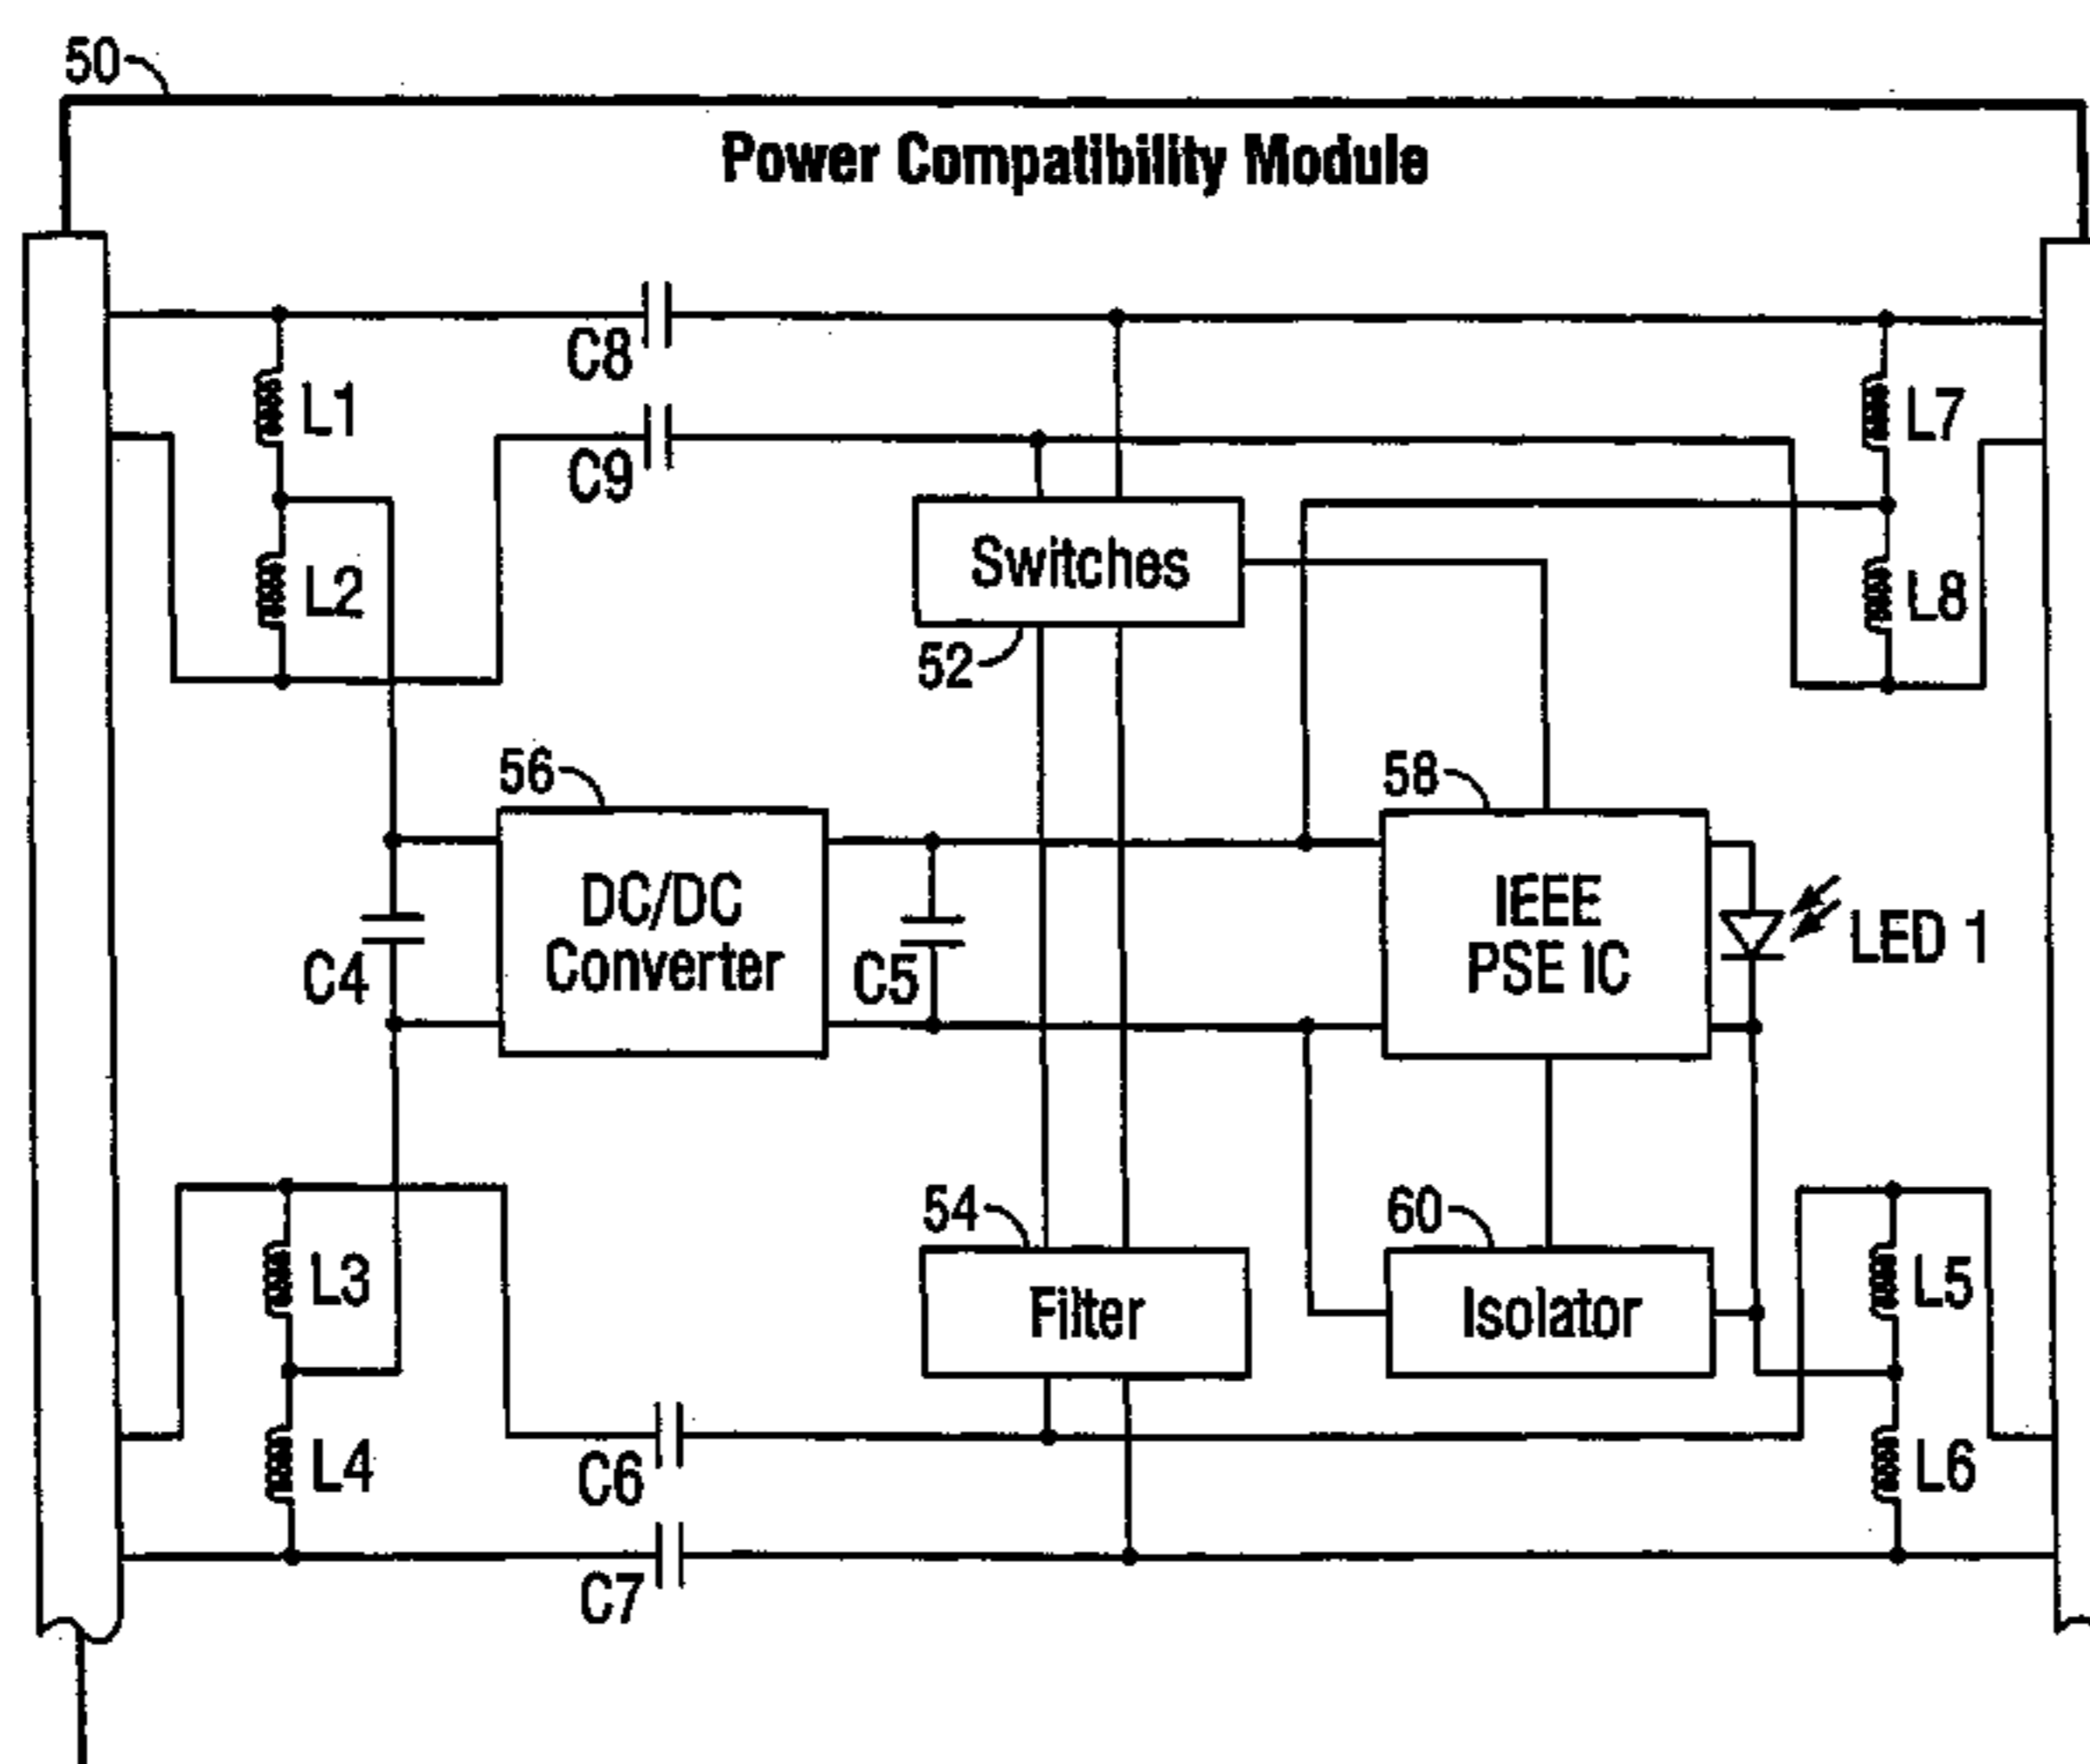 50
Power Compatibility Module
C8
L1
L7
C9
L2
Switches
L8
52
56
58
DC/DC
Converter
IEEE
PSE IC
LED 1
C4
C5
54
60
L3
Filter
Isolator
L5
L4
C6
L6
C7